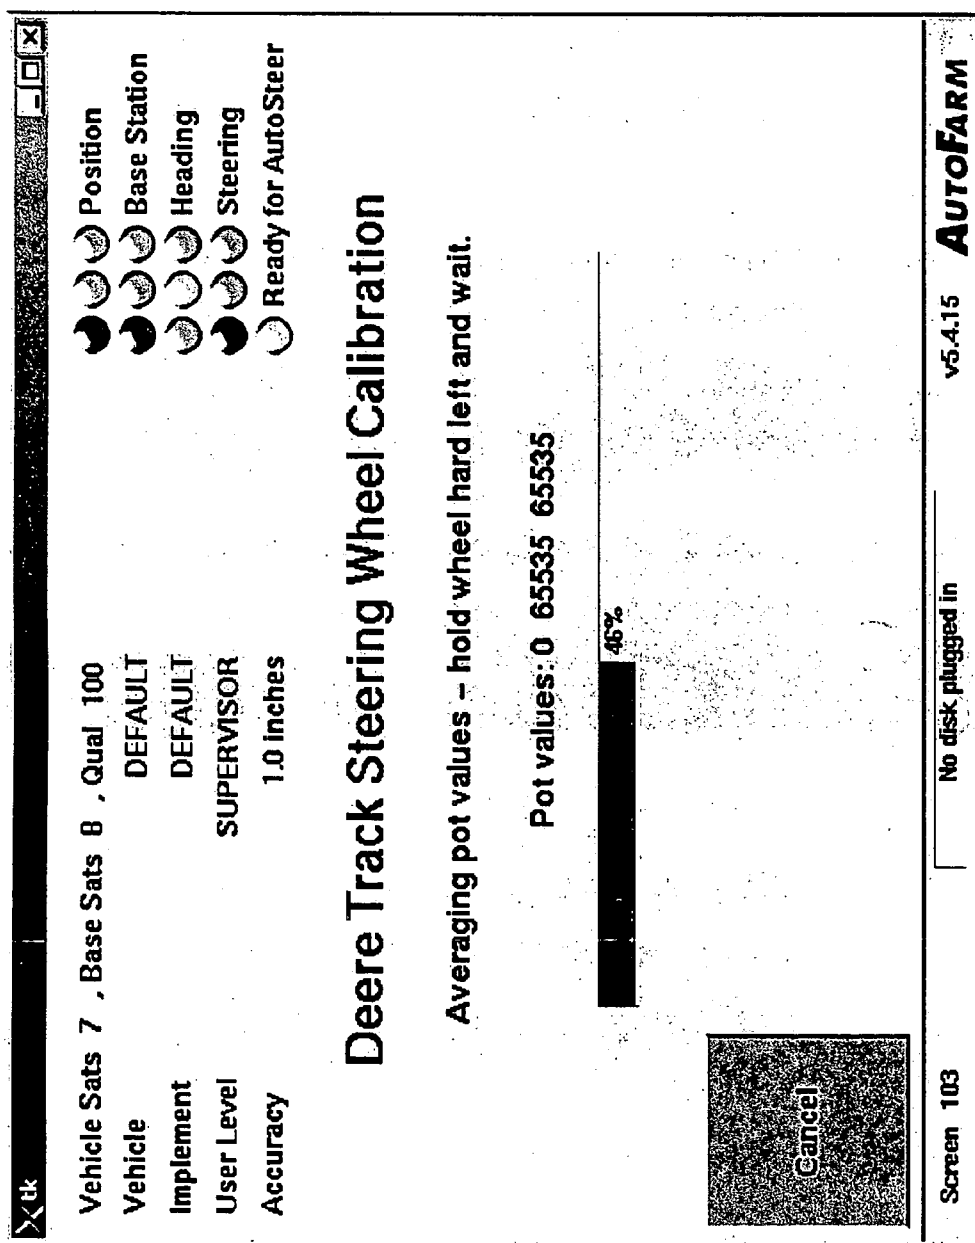 tk
Vehicle Sats 7 , Base Sats 8 , Qual 100
Position
Vehicle DEFAULT
Base Station
Implement DEFAULT
Heading
User Level SUPERVISOR
Steering
Accuracy 1.0 inches
Ready for AutoSteer
Deere Track Steering Wheel Calibration
Averaging pot values – hold wheel hard left and wait.
Pot values: 0 65535 65535
46%
Cancel
Screen 103
No disk plugged in
v5.4.15
AUTOFARM